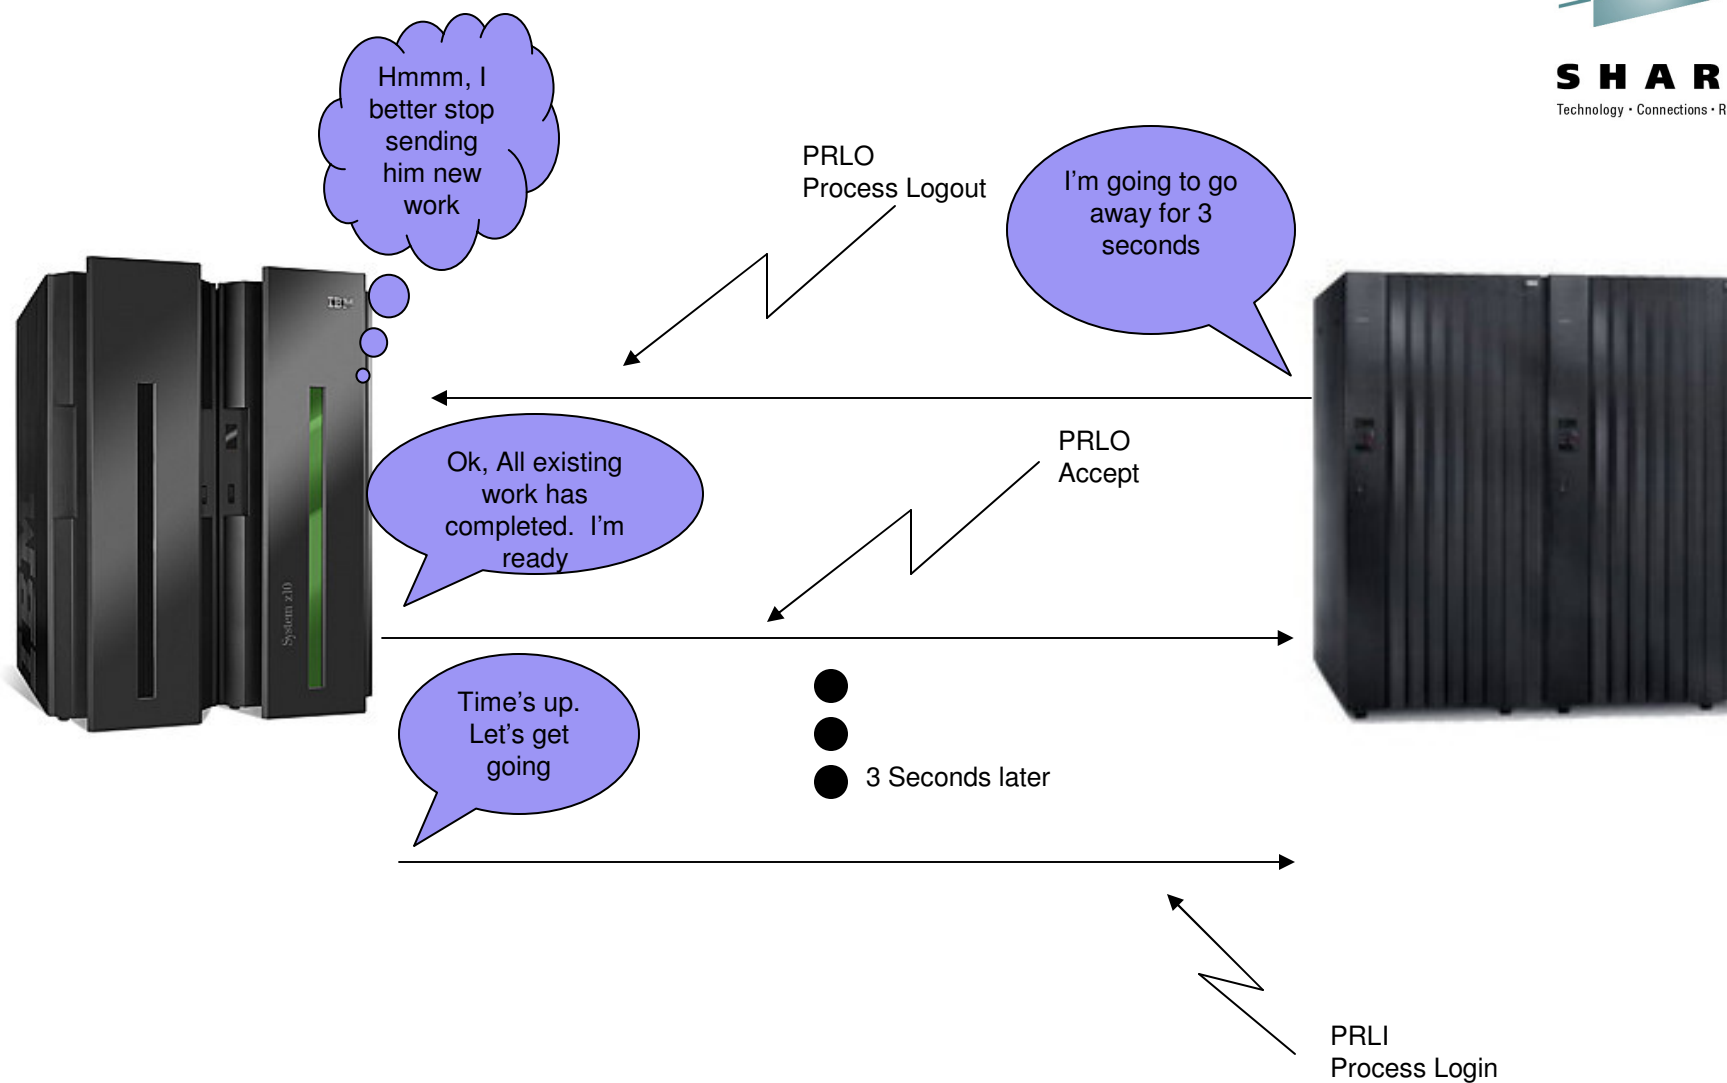 Hmmm, I
better stop
sending
him new
work
SHAR
Technology · Connections · R
PRLO
Process Logout
I'm going to go
away for 3
seconds
IBM
Ok, All existing
work has
completed.  I'm
ready
PRLO
Accept
IBM
System z10
Time's up.
Let's get
going
3 Seconds later
PRLI
Process Login